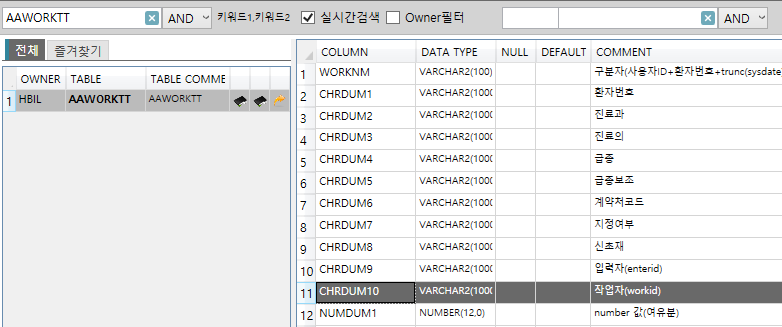 AAWORKTT AND 키워드1,키워드2 실시간검색 Owner필터 AND
전체 즐겨찾기
OWNER TABLE TABLE COMME
1 HBIL AAWORKTT AAWORKTT
COLUMN DATA TYPE NULL DEFAULT COMMENT
1 WORKNM VARCHAR2(100) 구분자(사용자ID+환자번호+trunc(sysdate
2 CHRDUM1 VARCHAR2(1000 환자번호
3 CHRDUM2 VARCHAR2(1000 진료과
4 CHRDUM3 VARCHAR2(1000 진료의
5 CHRDUM4 VARCHAR2(1000 급종
6 CHRDUM5 VARCHAR2(1000 급종보조
7 CHRDUM6 VARCHAR2(1000 계약처코드
8 CHRDUM7 VARCHAR2(1000 지정여부
9 CHRDUM8 VARCHAR2(1000 신초재
10 CHRDUM9 VARCHAR2(1000 입력자(enterid)
11 CHRDUM10 VARCHAR2(1000 작업자(workid)
12 NUMDUM1 NUMBER(12,0) number 값(여유분)